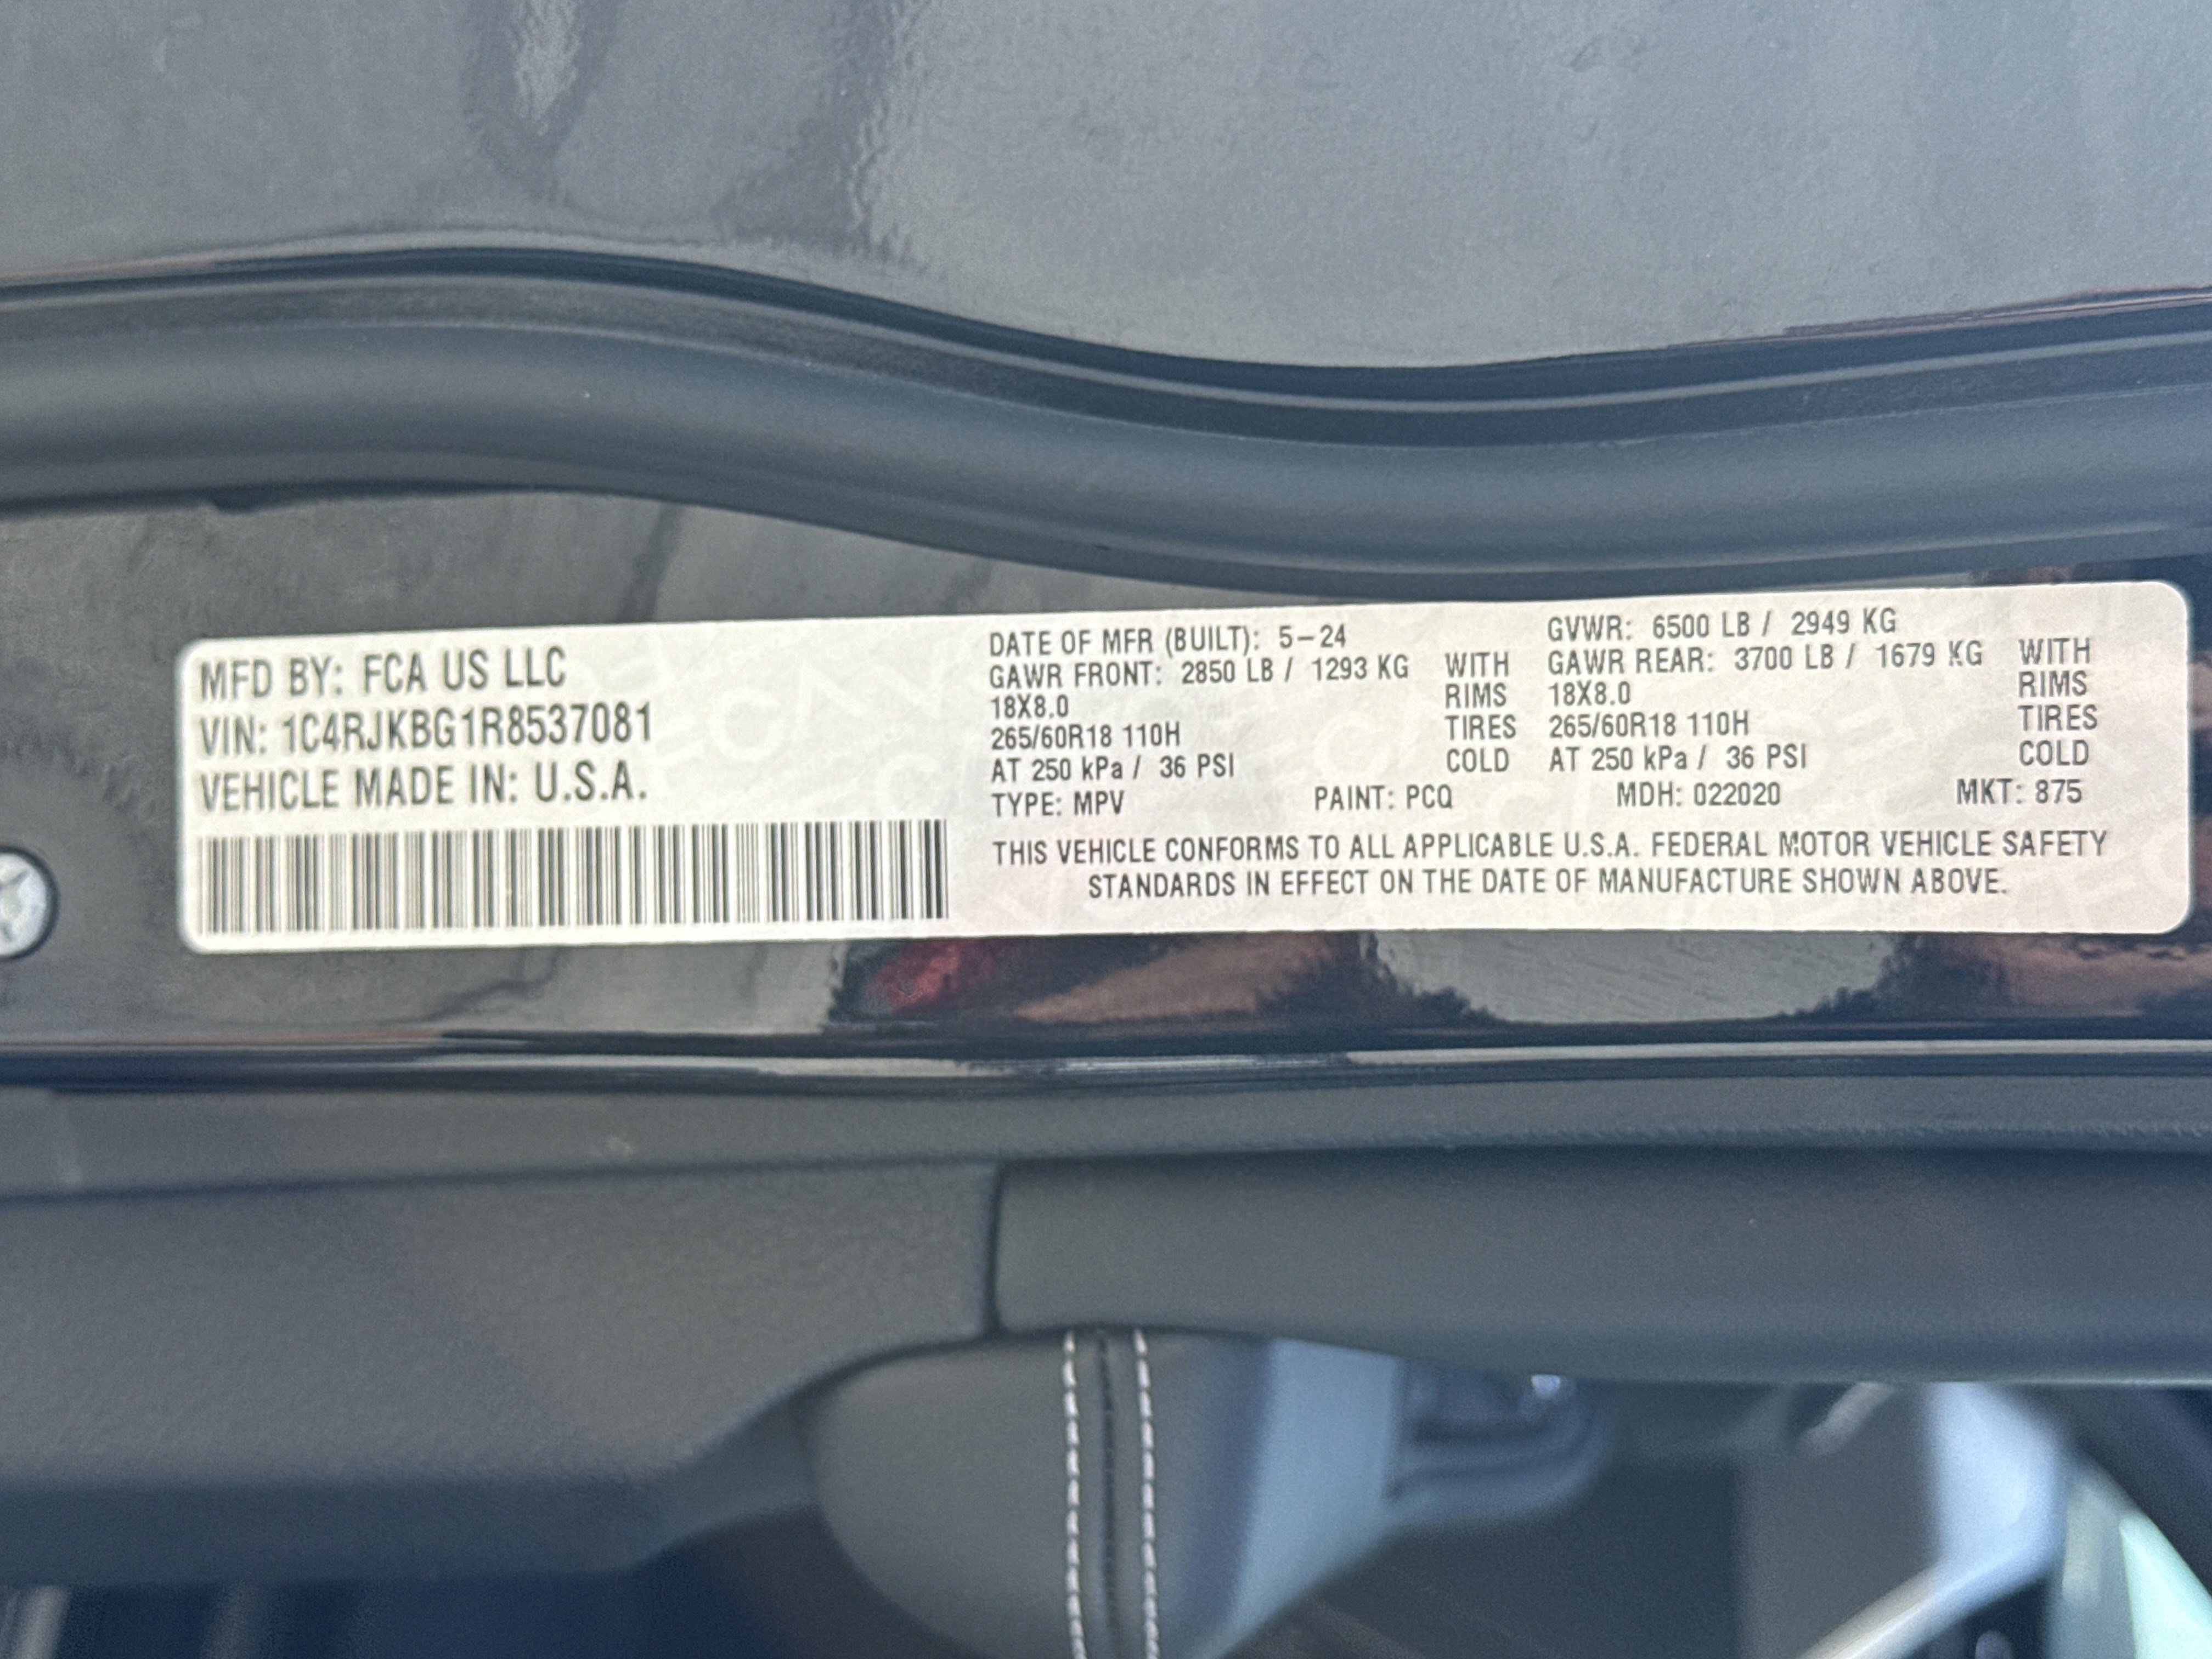 MFD BY: FCA US LLC
VIN: 1C4RJKBG1R8537081
VEHICLE MADE IN: U.S.A.
DATE OF MFR (BUILT): 5-24
GVWR: 6500 LB / 2949 KG
GAWR FRONT: 2850 LB / 1293 KG WITH
18X8.0 RIMS
265/60R18 110H TIRES
AT 250 kPa / 36 PSI COLD
GAWR REAR: 3700 LB / 1679 KG WITH
18X8.0 RIMS
265/60R18 110H TIRES
AT 250 kPa / 36 PSI COLD
TYPE: MPV PAINT: PCQ MDH: 022020 MKT: 875
THIS VEHICLE CONFORMS TO ALL APPLICABLE U.S.A. FEDERAL MOTOR VEHICLE SAFETY
STANDARDS IN EFFECT ON THE DATE OF MANUFACTURE SHOWN ABOVE.